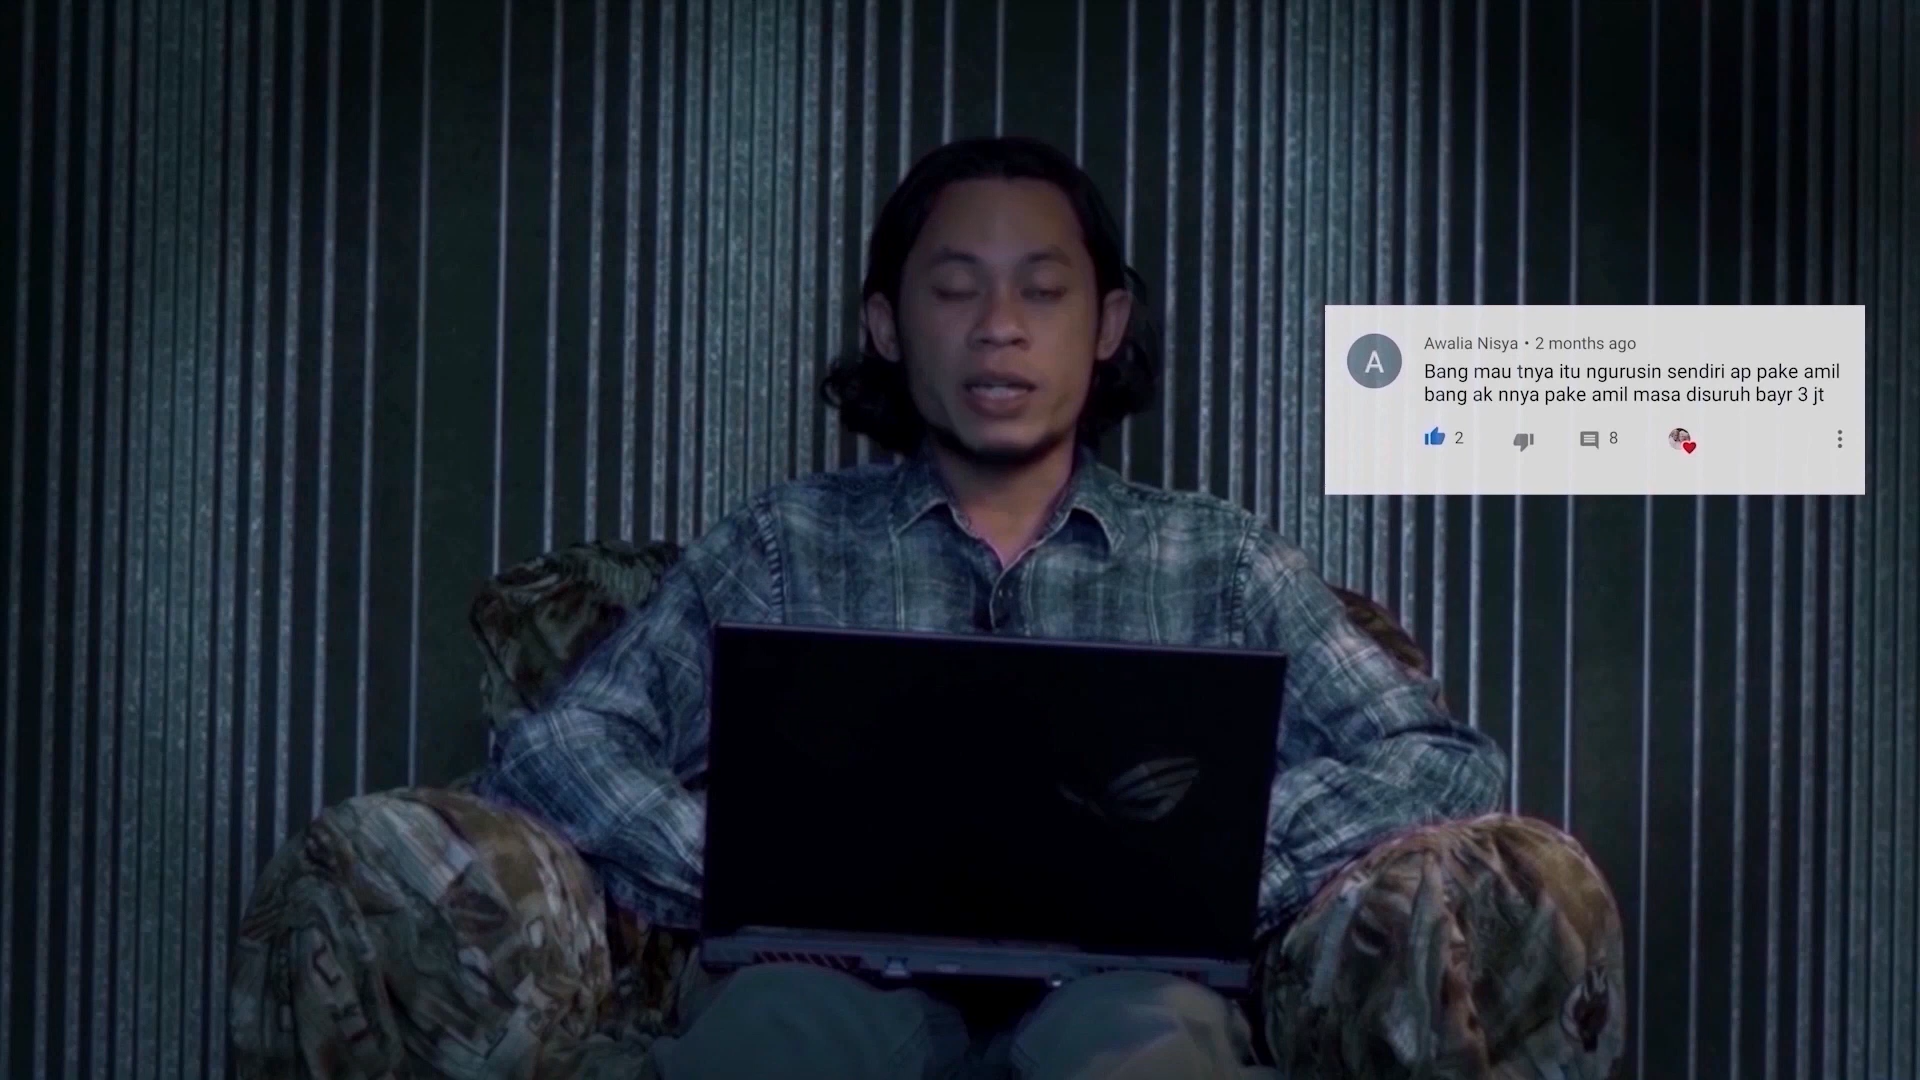 A
Awalia Nisya • 2 months ago
Bang mau tnya itu ngurusin sendiri ap pake amil
bang ak nnya pake amil masa disuruh bayr 3 jt
2
8